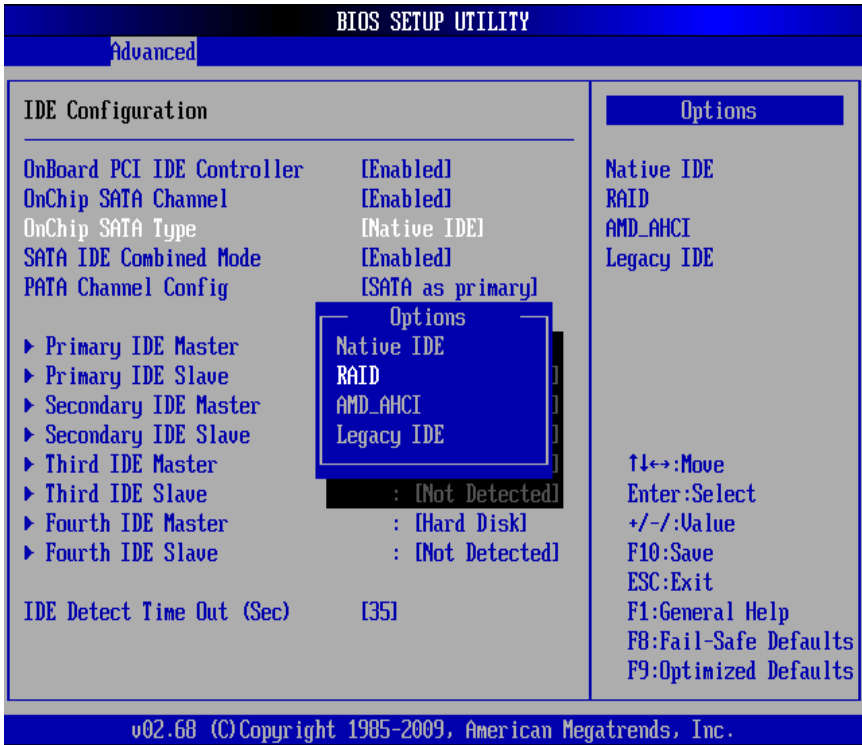 BIOS SETUP UTILITY
Advanced
IDE Configuration
OnBoard PCI IDE Controller [Enabled]
OnChip SATA Channel [Enabled]
OnChip SATA Type [Native IDE]
SATA IDE Combined Mode [Enabled]
PATA Channel Config [SATA as primary]
Options
Native IDE
RAID
AMD_AHCI
Legacy IDE
Primary IDE Master
Primary IDE Slave ]
Secondary IDE Master ]
Secondary IDE Slave ]
Third IDE Master ]
Third IDE Slave : [Not Detected]
Fourth IDE Master : [Hard Disk]
Fourth IDE Slave : [Not Detected]
IDE Detect Time Out (Sec) [35]
Options
Native IDE
RAID
AMD_AHCI
Legacy IDE
↑↓←→:Move
Enter:Select
+/-/:Value
F10:Save
ESC:Exit
F1:General Help
F8:Fail-Safe Defaults
F9:Optimized Defaults
v02.68 (C)Copyright 1985-2009, American Megatrends, Inc.